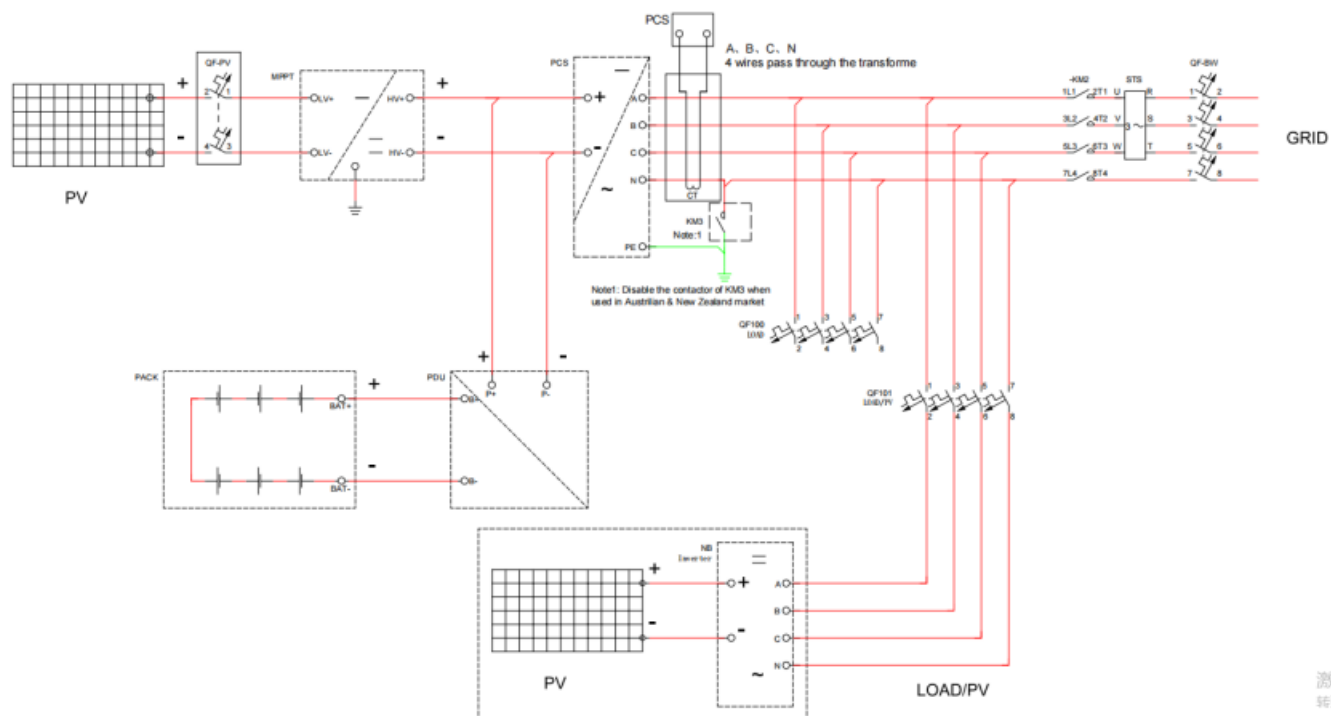 PCS
A、B、C、N
4 wires pass through the transforme
QF-PV
MPPT
PCS
-KM2
STS
QF-BW
+
2
1
LV+
HV+
+
+
A
1L1
2T1
U
R
1
2
B
3L2
4T2
V
3~
S
3
4
GRID
-
4
3
LV-
HV-
-
-
C
5L3
6T3
W
T
5
6
N
7L4
8T4
7
8
PV
~
CT
KM3
Note:1
PE
Note1: Disable the contactor of KM3 when
used in Austrilian & New Zealand market
QF100
LOAD
1
3
5
7
2
4
6
8
PACK
PDU
+
-
P+
P-
+
BAT+
B+
-
BAT-
B-
QF101
LOAD/PV
1
3
5
7
2
4
6
8
NB
Inverter
+
+
A
B
-
-
C
N
~
PV
LOAD/PV